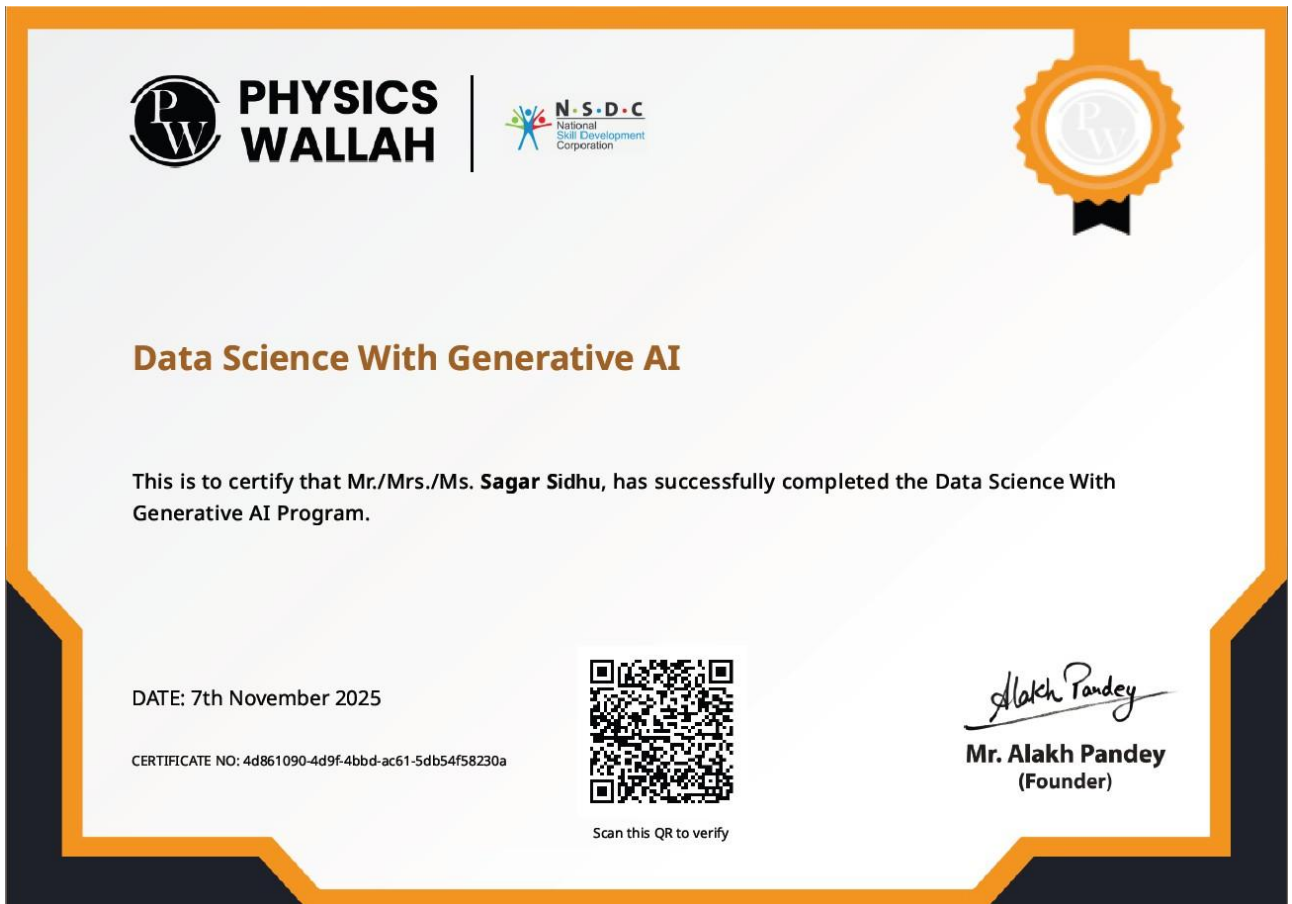 PW
PHYSICS
WALLAH
N·S·D·C
National
Skill Development
Corporation
PW
Data Science With Generative AI
This is to certify that Mr./Mrs./Ms. Sagar Sidhu, has successfully completed the Data Science With
Generative AI Program.
DATE: 7th November 2025
CERTIFICATE NO: 4d861090-4d9f-4bbd-ac61-5db54f58230a
Scan this QR to verify
Alakh Pandey
Mr. Alakh Pandey
(Founder)